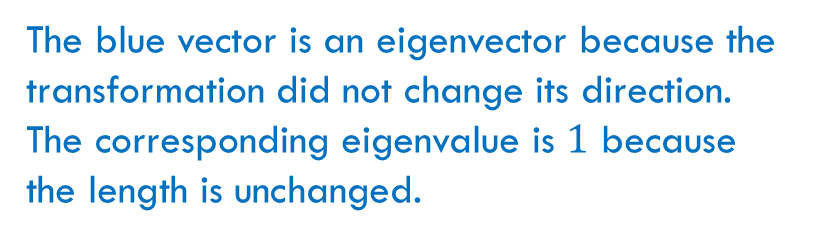 The blue vector is an eigenvector because the
transformation did not change its direction.
The corresponding eigenvalue is 1 because
the length is unchanged.